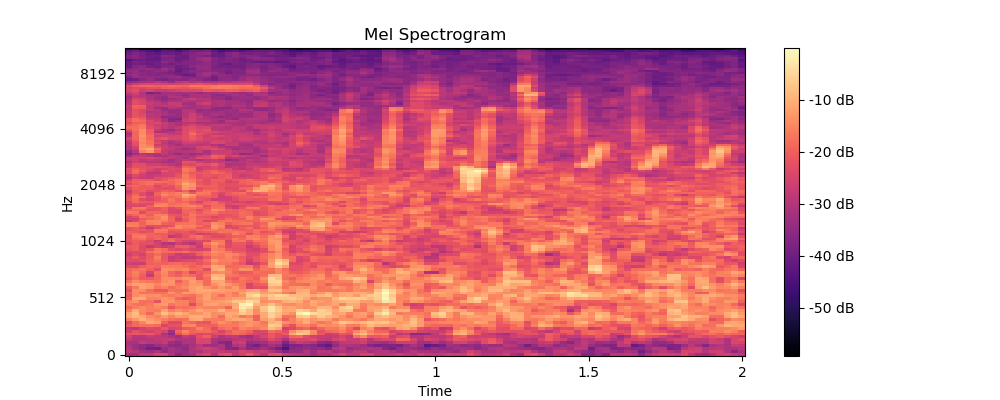 Mel Spectrogram
Hz
8192
4096
2048
1024
512
0
0 0.5 1 1.5 2
Time
-10 dB
-20 dB
-30 dB
-40 dB
-50 dB